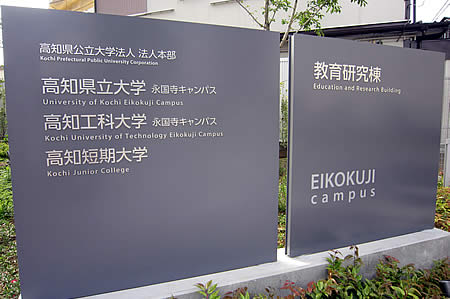 高知県公立大学法人 法人本部
Kochi Prefectural Public University Corporation
高知県立大学 永国寺キャンパス
University of Kochi Eikokuji Campus
高知工科大学 永国寺キャンパス
Kochi University of Technology Eikokuji Campus
高知短期大学
Kochi Junior College
教育研究棟
Education and Research Building
EIKOKUJI
campus